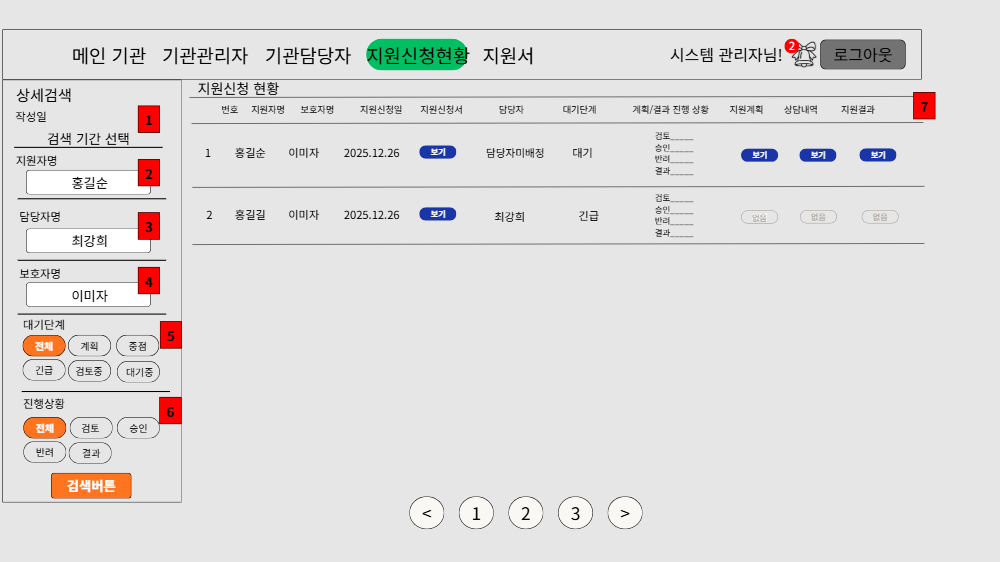 메인 기관 기관관리자 기관담당자 지원신청현황 지원서 시스템 관리자님! 2 로그아웃
상세검색
작성일 1
검색 기간 선택
지원자명 2
홍길순
담당자명 3
최강희
보호자명 4
이미자
대기단계 5
전체 계획 중점
긴급 검토중 대기중
진행상황 6
전체 검토 승인
반려 결과
검색버튼
지원신청 현황
번호 지원자명 보호자명 지원신청일 지원신청서 담당자 대기단계 계획/결과 진행 상황 지원계획 상담내역 지원결과 7
1 홍길순 이미자 2025.12.26 보기 담당자미배정 대기 검토_____
승인_____
반려_____
결과_____
보기 보기 보기
2 홍길길 이미자 2025.12.26 보기 최강희 긴급 검토_____
승인_____
반려_____
결과_____
없음 없음 없음
< 1 2 3 >